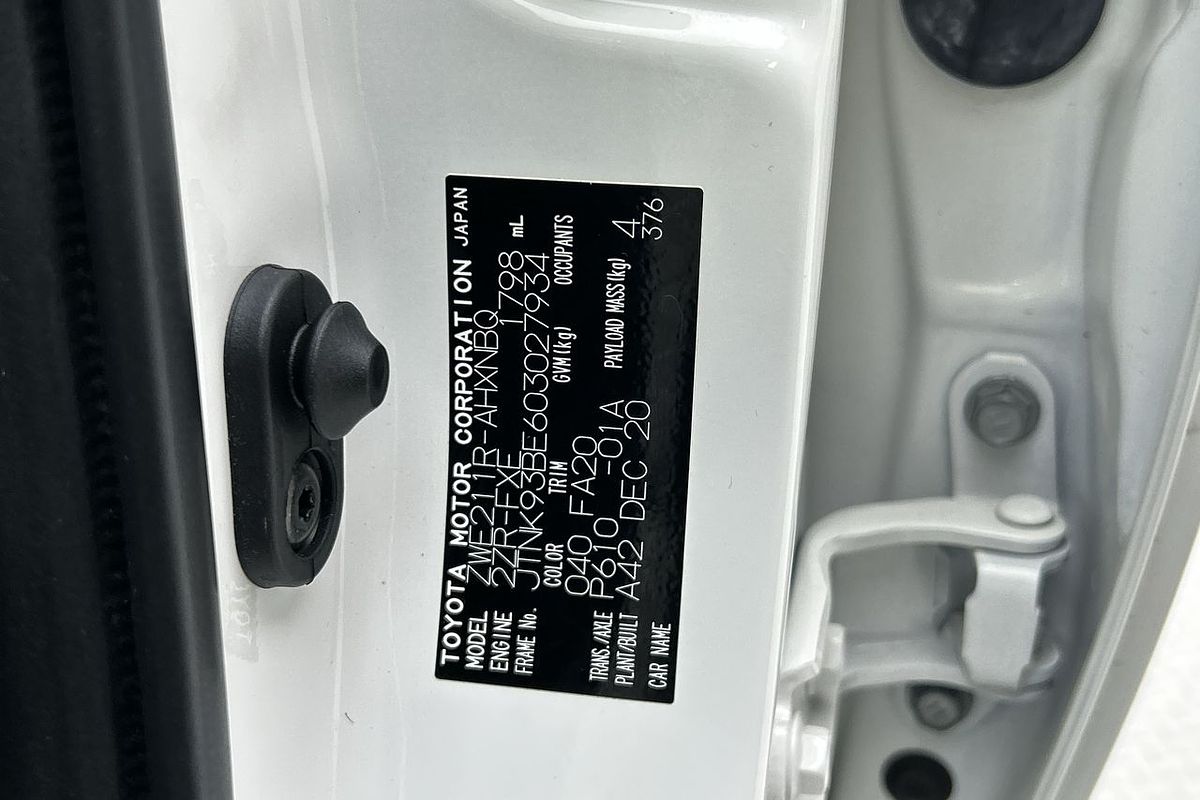 TOYOTA MOTOR CORPORATION JAPAN
MODEL ZWE211R-AHXNBQ
ENGINE 2ZR-FXE 1798 mL
FRAME No. JTNK93BE603027934
COLOR TRIM GVM(kg) OCCUPANTS
040 FA20 4
TRANS./AXLE P610 -01A PAYLOAD MASS(kg) 376
PLANT/BUILT A42 DEC 20
CAR NAME